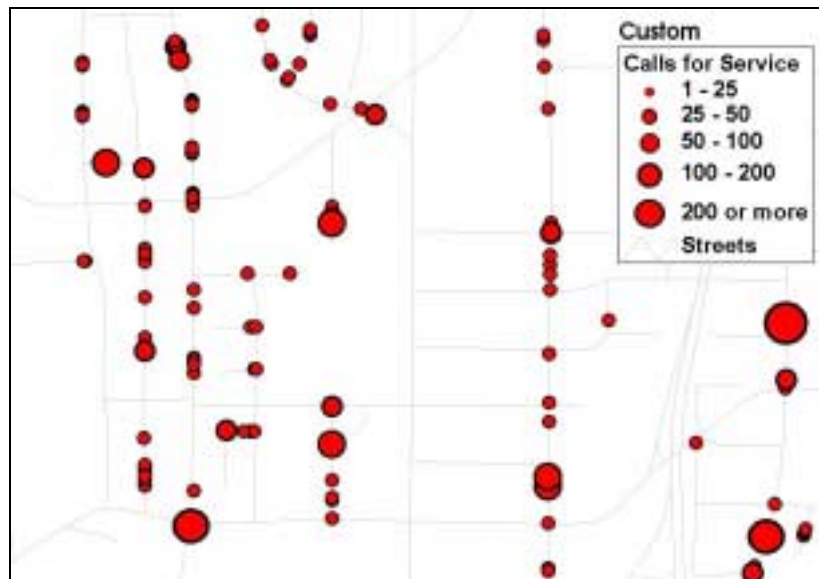 Custom
Calls for Service
1 - 25
25 - 50
50 - 100
100 - 200
200 or more
Streets